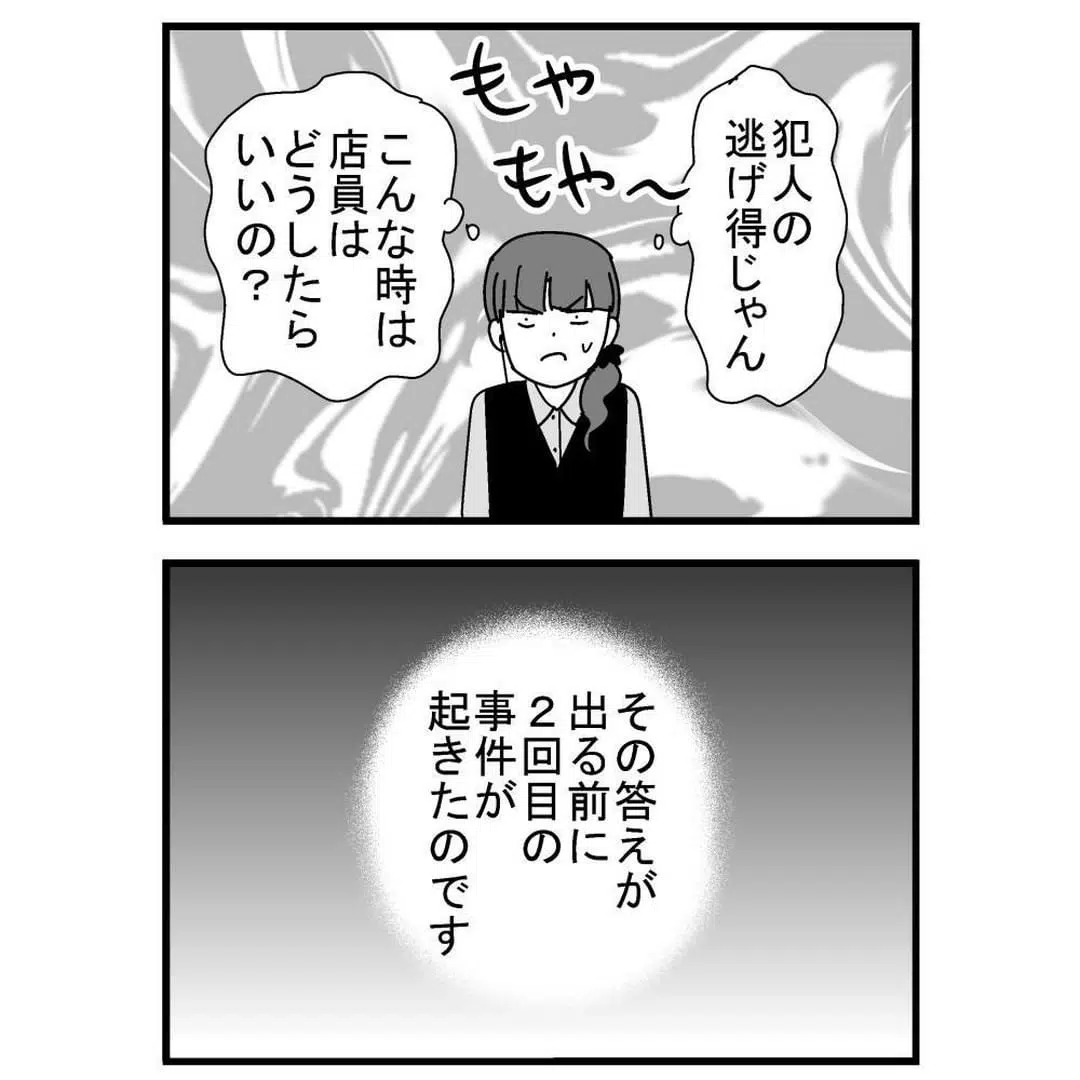 犯人の
逃げ得じゃん
もや
もや〜
こんな時は
店員は
どうしたら
いいの？
その答えが
出る前に
２回目の
事件が
起きたのです